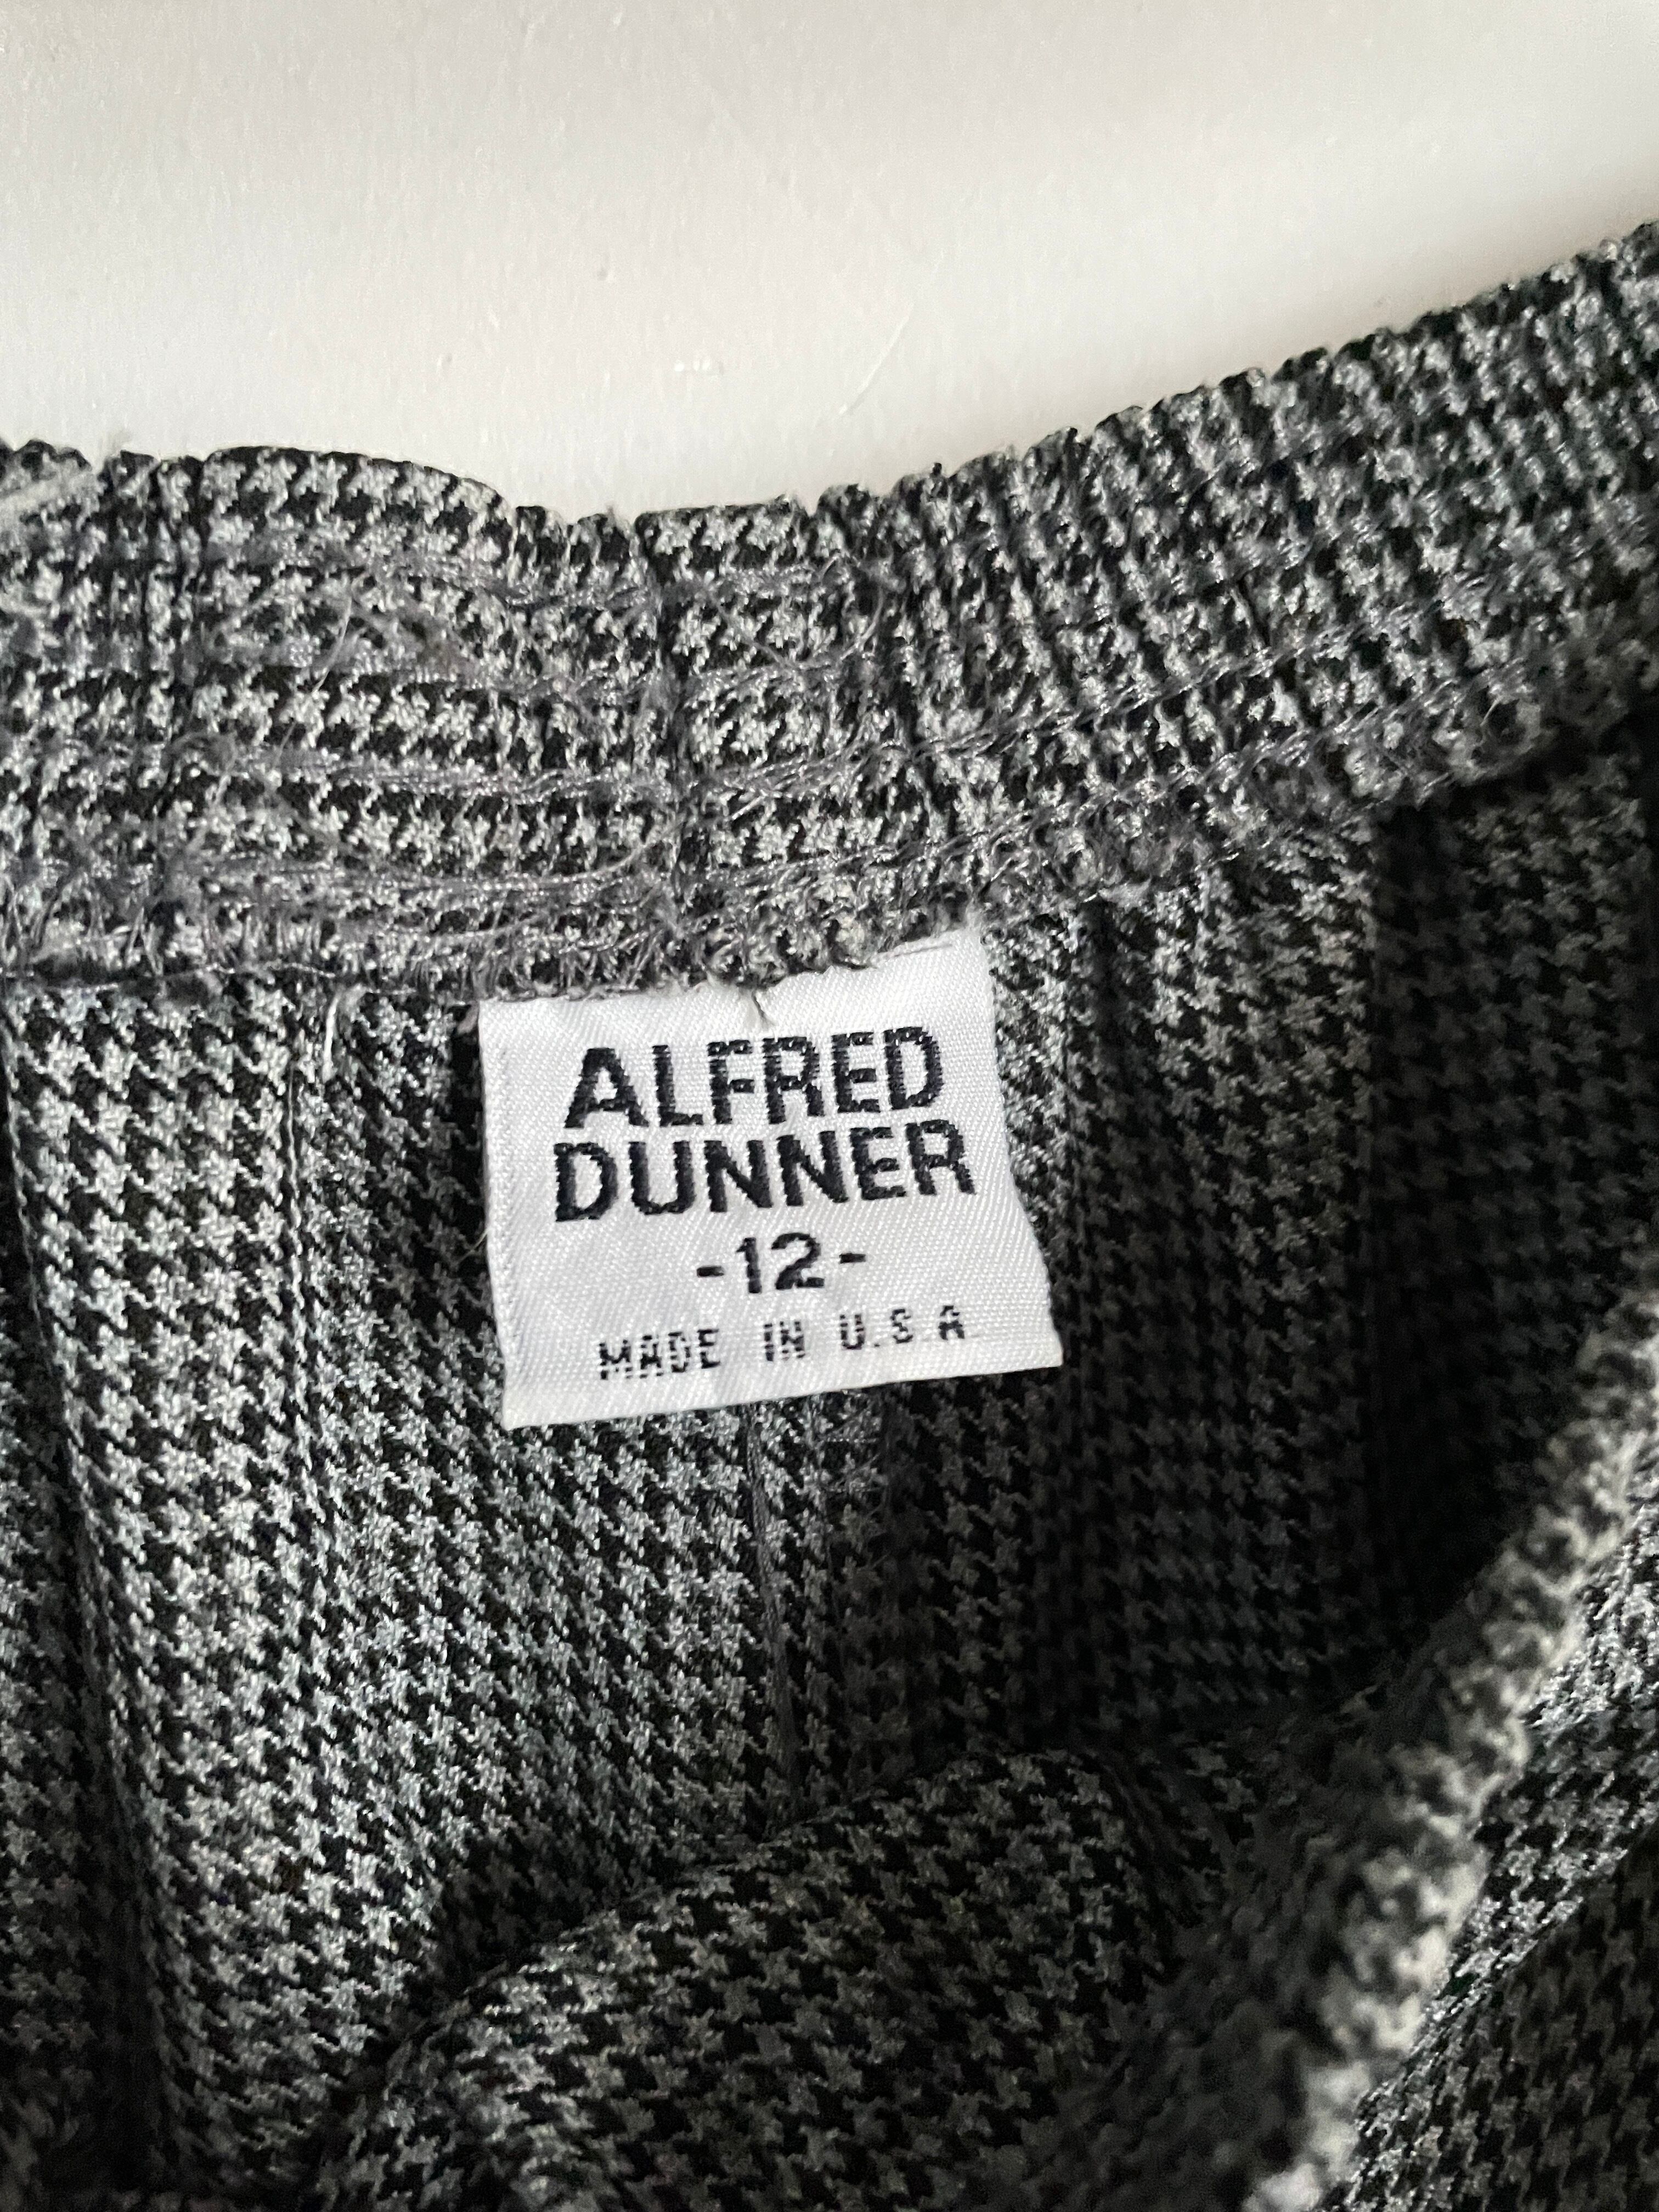 ALFRED
DUNNER
-12-
MADE IN U.S.A.